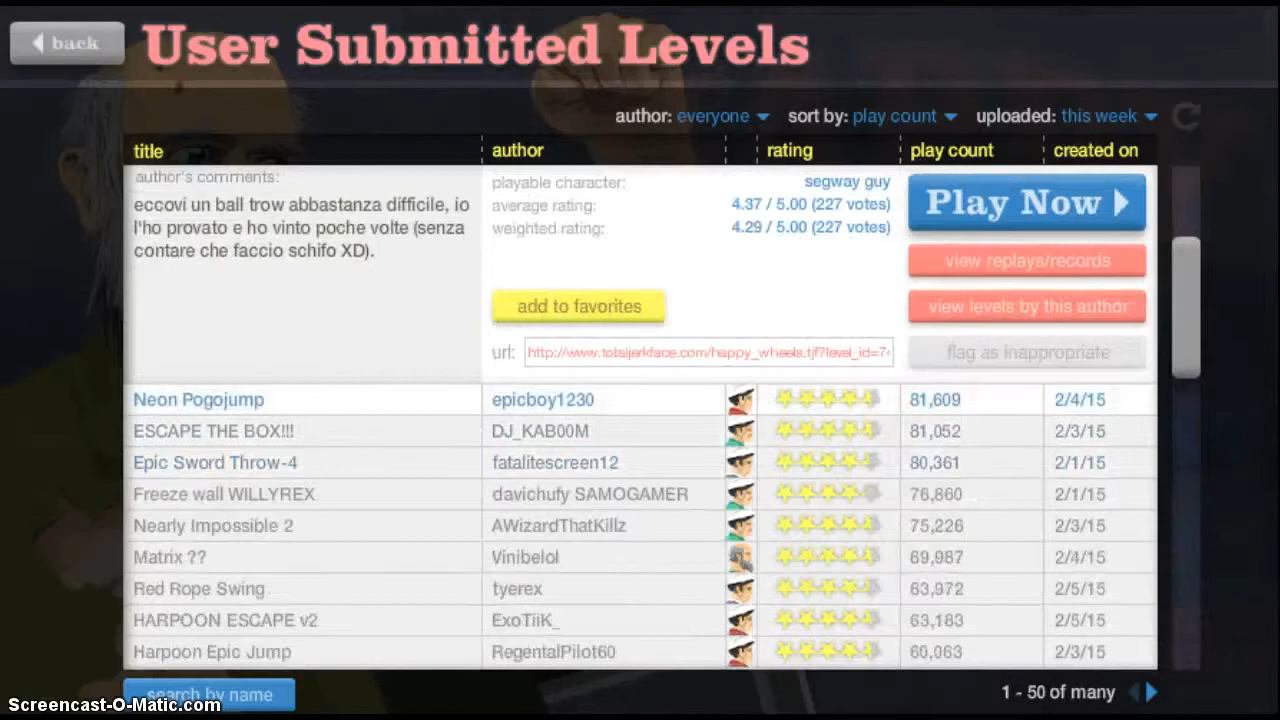 back
User Submitted Levels
author: everyone sort by: play count uploaded: this week
title author rating play count created on
author's comments:
eccovi un ball trow abbastanza difficile, io
l'ho provato e ho vinto poche volte (senza
contare che faccio schifo XD).
playable character: segway guy
average rating: 4.37 / 5.00 (227 votes)
weighted rating: 4.29 / 5.00 (227 votes)
add to favorites
url: http://www.totaljerkface.com/happy_wheels.tjf?level_id=7
Play Now
view replays/records
view levels by this author
flag as inappropriate
Neon Pogojump epicboy1230 81,609 2/4/15
ESCAPE THE BOX!!! DJ_KAB00M 81,052 2/3/15
Epic Sword Throw-4 fatalitescreen12 80,361 2/1/15
Freeze wall WILLYREX davichufy SAMOGAMER 76,860 2/1/15
Nearly Impossible 2 AWizardThatKillz 75,226 2/3/15
Matrix ?? Vinibelol 69,987 2/4/15
Red Rope Swing tyerex 63,972 2/5/15
HARPOON ESCAPE v2 ExoTiiK_ 63,183 2/5/15
Harpoon Epic Jump RegentalPilot60 60,063 2/3/15
search by name
1 - 50 of many
Screencast-O-Matic.com